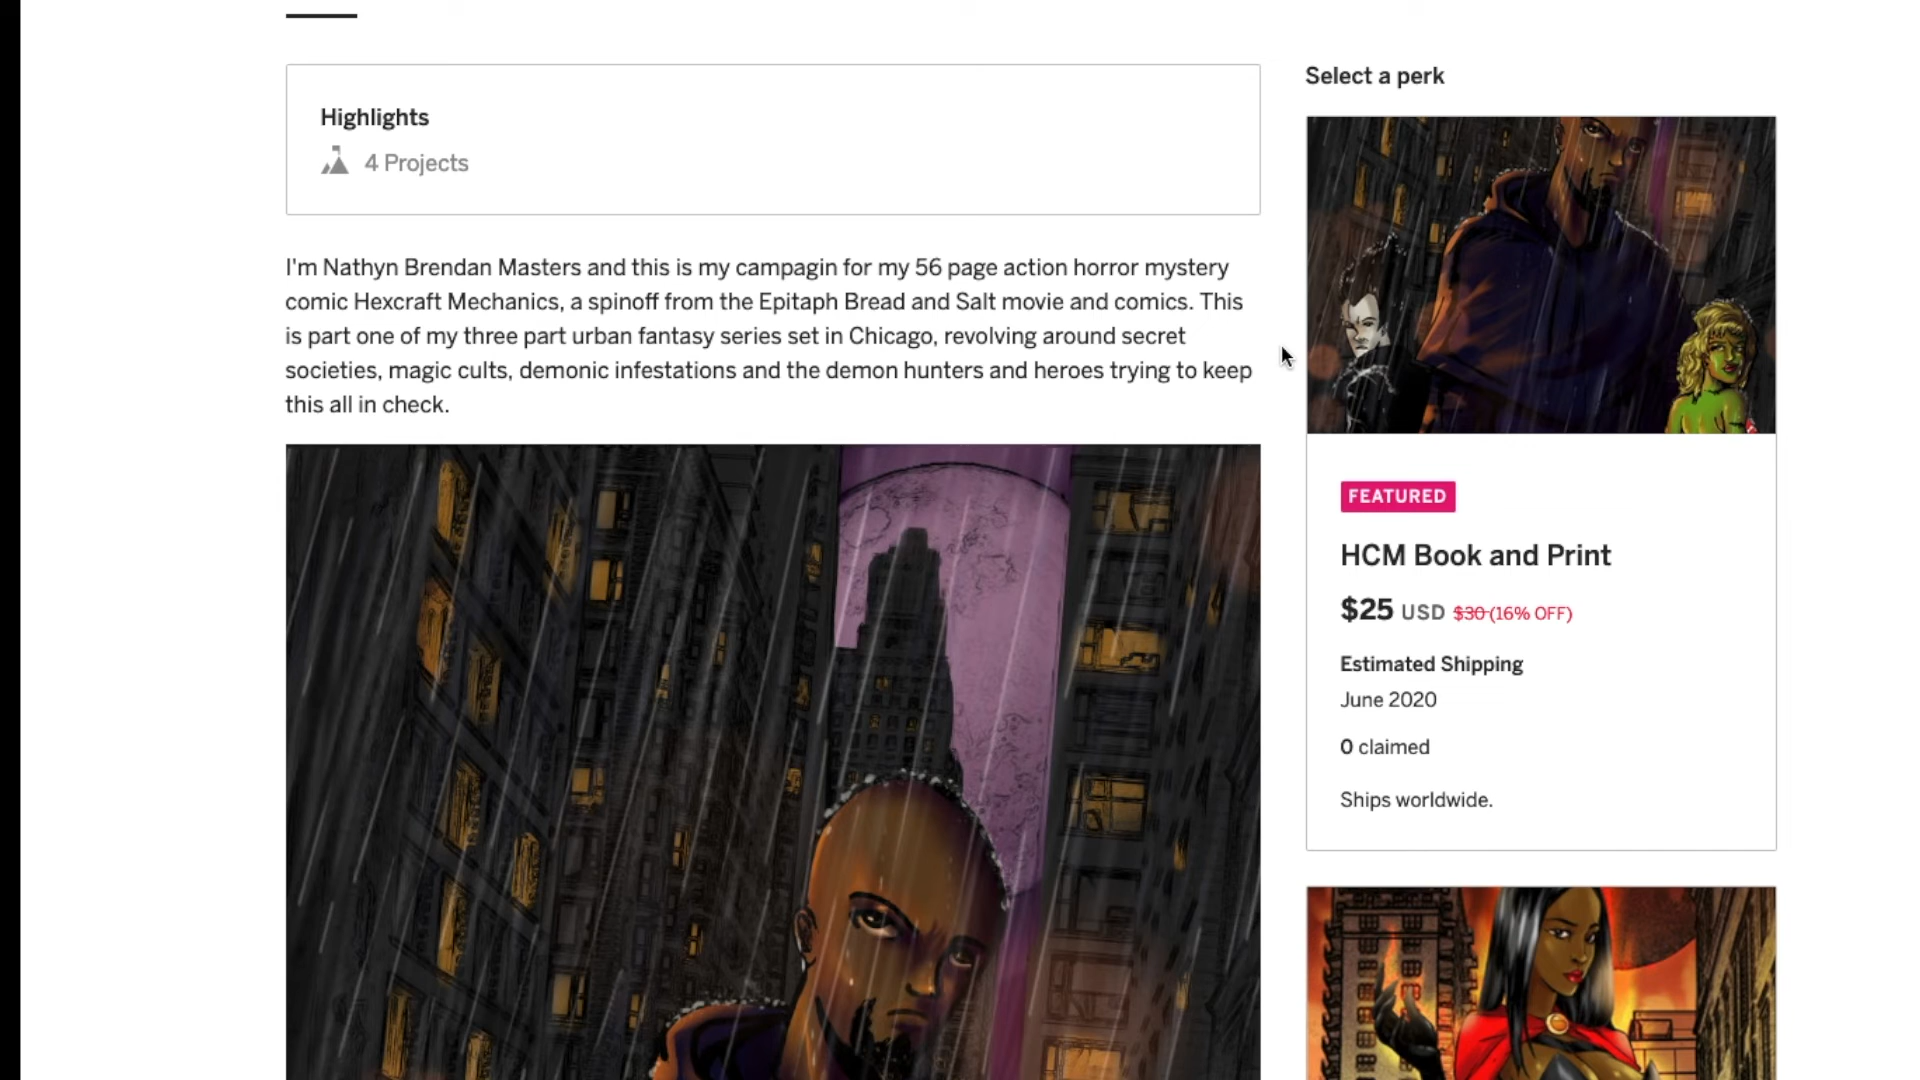 Highlights
4 Projects
I'm Nathyn Brendan Masters and this is my campagin for my 56 page action horror mystery
comic Hexcraft Mechanics, a spinoff from the Epitaph Bread and Salt movie and comics. This
is part one of my three part urban fantasy series set in Chicago, revolving around secret
societies, magic cults, demonic infestations and the demon hunters and heroes trying to keep
this all in check.
Select a perk
FEATURED
HCM Book and Print
$25 USD $30 (16% OFF)
Estimated Shipping
June 2020
0 claimed
Ships worldwide.